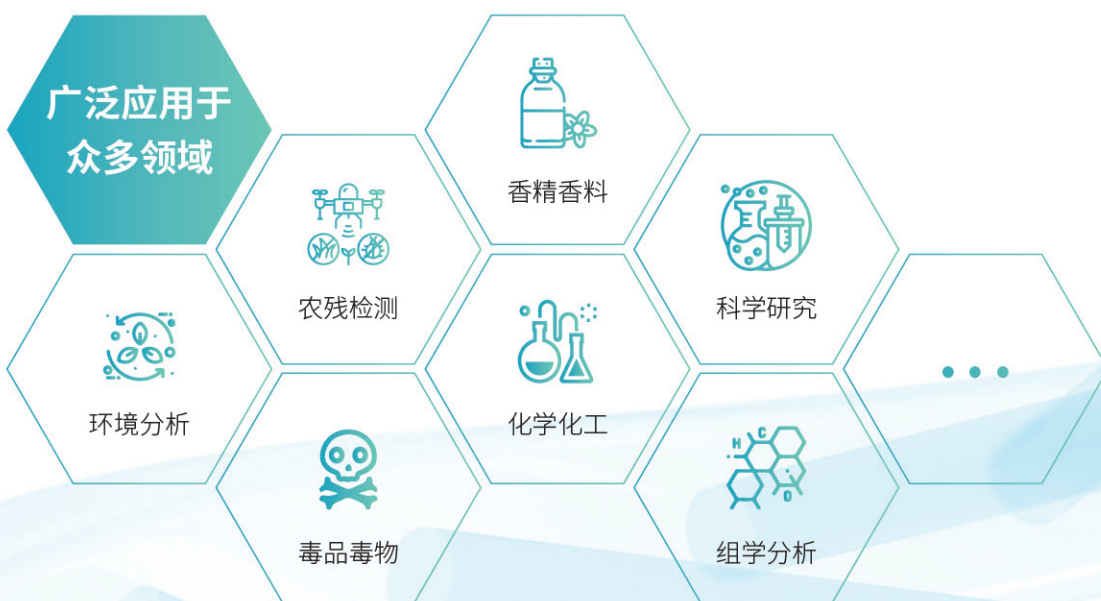 广泛应用于
众多领域
香精香料
农残检测
科学研究
环境分析
化学化工
毒品毒物
组学分析
H
C
O